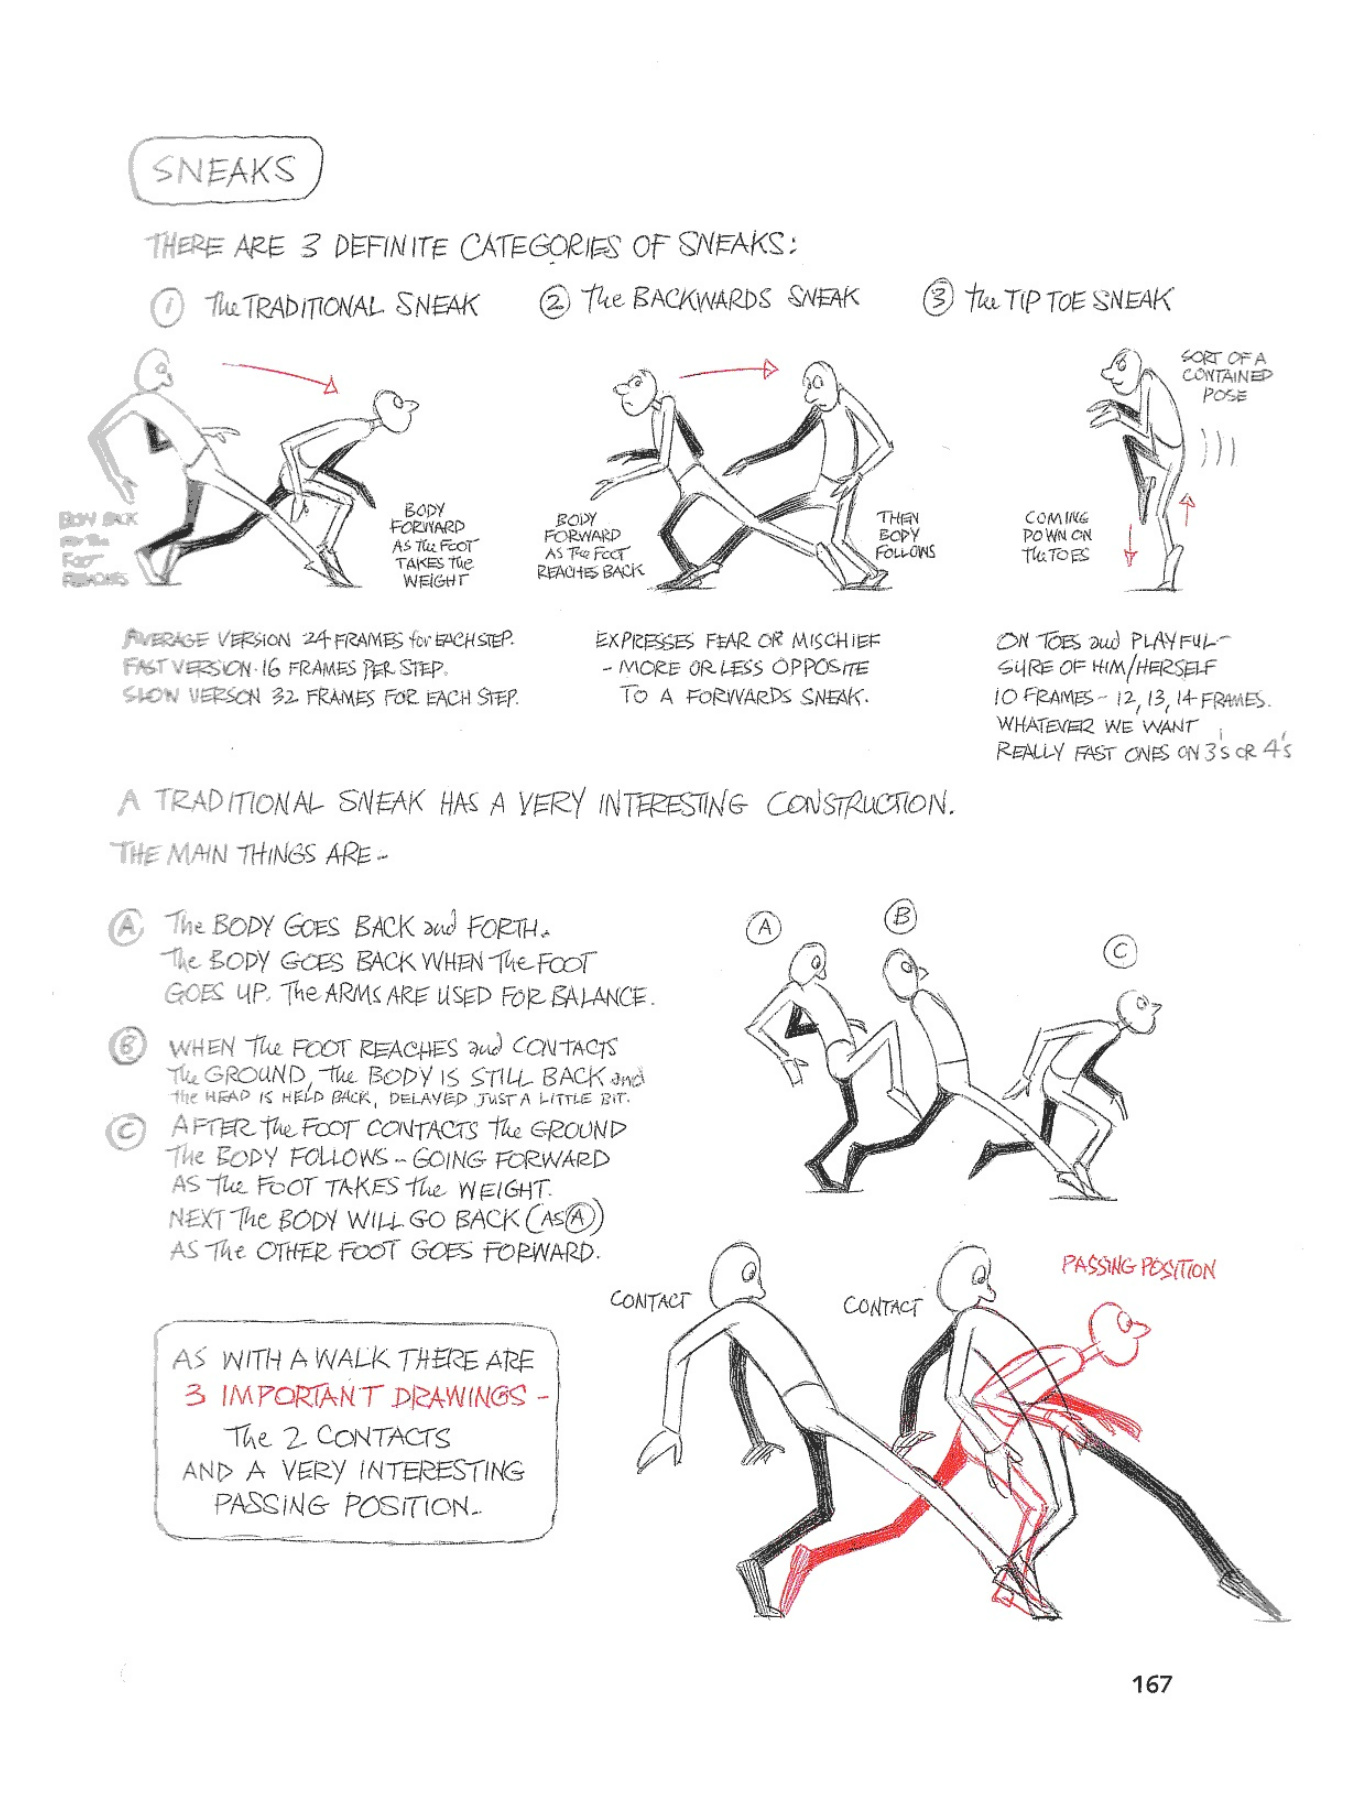 SNEAKS
THERE ARE 3 DEFINITE CATEGORIES OF SNEAKS:
① The TRADITIONAL SNEAK
② The BACKWARDS SNEAK
③ the TIP TOE SNEAK
SORT OF A
CONTAINED
POSE
BODY BACK
FOOT
BODY
FORWARD
AS The FOOT
TAKES The
WEIGHT
BODY
FORWARD
AS The FOOT
REACHES BACK
THEN
BODY
FOLLOWS
COMING
DOWN ON
The TOES
AVERAGE VERSION 24 FRAMES for EACH STEP.
FAST VERSION - 16 FRAMES PER STEP.
SLOW VERSON 32 FRAMES FOR EACH STEP.
EXPRESSES FEAR OR MISCHIEF
- MORE OR LESS OPPOSITE
TO A FORWARDS SNEAK.
ON TOES and PLAYFUL -
SURE OF HIM/HERSELF
10 FRAMES - 12, 13, 14 FRAMES.
WHATEVER WE WANT
REALLY FAST ONES ON 3's OR 4's
A TRADITIONAL SNEAK HAS A VERY INTERESTING CONSTRUCTION.
THE MAIN THINGS ARE -
Ⓐ The BODY GOES BACK and FORTH.
The BODY GOES BACK WHEN The FOOT
GOES UP. The ARMS ARE USED FOR BALANCE.
Ⓑ WHEN The FOOT REACHES and CONTACTS
The GROUND, The BODY IS STILL BACK and
the HEAD IS HELD BACK, DELAYED JUST A LITTLE BIT.
Ⓒ AFTER The FOOT CONTACTS the GROUND
The BODY FOLLOWS - GOING FORWARD
AS The FOOT TAKES the WEIGHT.
NEXT The BODY WILL GO BACK (AS Ⓐ)
AS The OTHER FOOT GOES FORWARD.
Ⓐ
Ⓑ
Ⓒ
CONTACT
CONTACT
PASSING POSITION
AS WITH A WALK THERE ARE
3 IMPORTANT DRAWINGS -
The 2 CONTACTS
AND A VERY INTERESTING
PASSING POSITION -
167